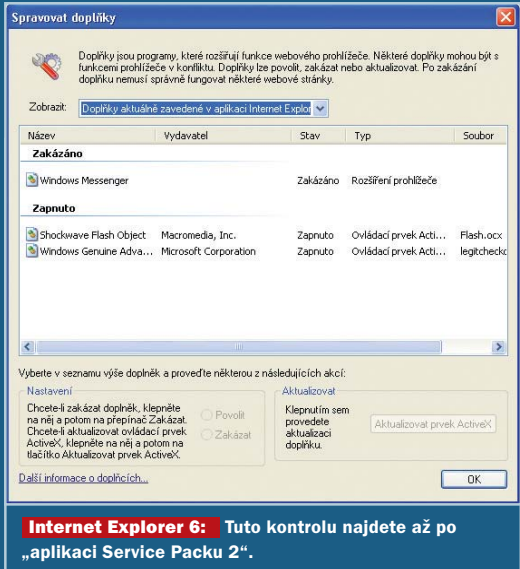 Spravovat doplňky
Doplňky jsou programy, které rozšiřují funkce webového prohlížeče. Některé doplňky mohou být s
funkcemi prohlížeče v konfliktu. Doplňky lze povolit, zakázat nebo aktualizovat. Po zakázání
doplňku nemusí správně fungovat některé webové stránky.
Zobrazit: Doplňky aktuálně zavedené v aplikaci Internet Explor
Název Vydavatel Stav Typ Soubor
Zakázáno
Windows Messenger Zakázáno Rozšíření prohlížeče
Zapnuto
Shockwave Flash Object Macromedia, Inc. Zapnuto Ovládací prvek Acti... Flash.ocx
Windows Genuine Adva... Microsoft Corporation Zapnuto Ovládací prvek Acti... legitcheckc
Vyberte v seznamu výše doplněk a proveďte některou z následujících akcí:
Nastavení
Chcete-li zakázat doplněk, klepněte
na něj a potom na přepínač Zakázat.
Chcete-li aktualizovat ovládací prvek
ActiveX, klepněte na něj a potom na
tlačítko Aktualizovat prvek ActiveX.
Povolit
Zakázat
Aktualizovat
Klepnutím sem
provedete
aktualizaci
doplňku.
Aktualizovat prvek ActiveX
Další informace o doplňcích...
OK
Internet Explorer 6: Tuto kontrolu najdete až po
„aplikaci Service Packu 2“.